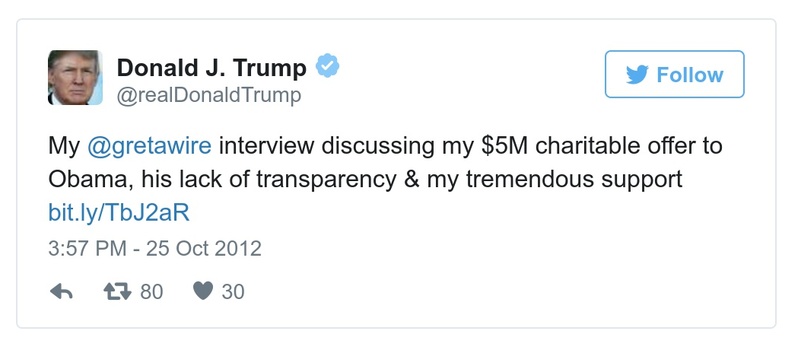 Donald J. Trump
@realDonaldTrump
Follow
My @gretawire interview discussing my $5M charitable offer to
Obama, his lack of transparency & my tremendous support
bit.ly/TbJ2aR
3:57 PM - 25 Oct 2012
80 30